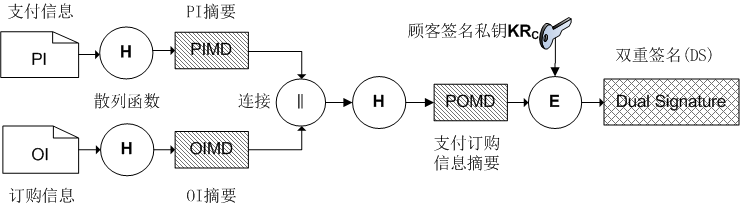 支付信息
PI摘要
PI
H
PIMD
散列函数
连接
||
H
POMD
顾客签名私钥KRC
E
双重签名(DS)
Dual Signature
支付订购
信息摘要
OI
H
OIMD
订购信息
OI摘要